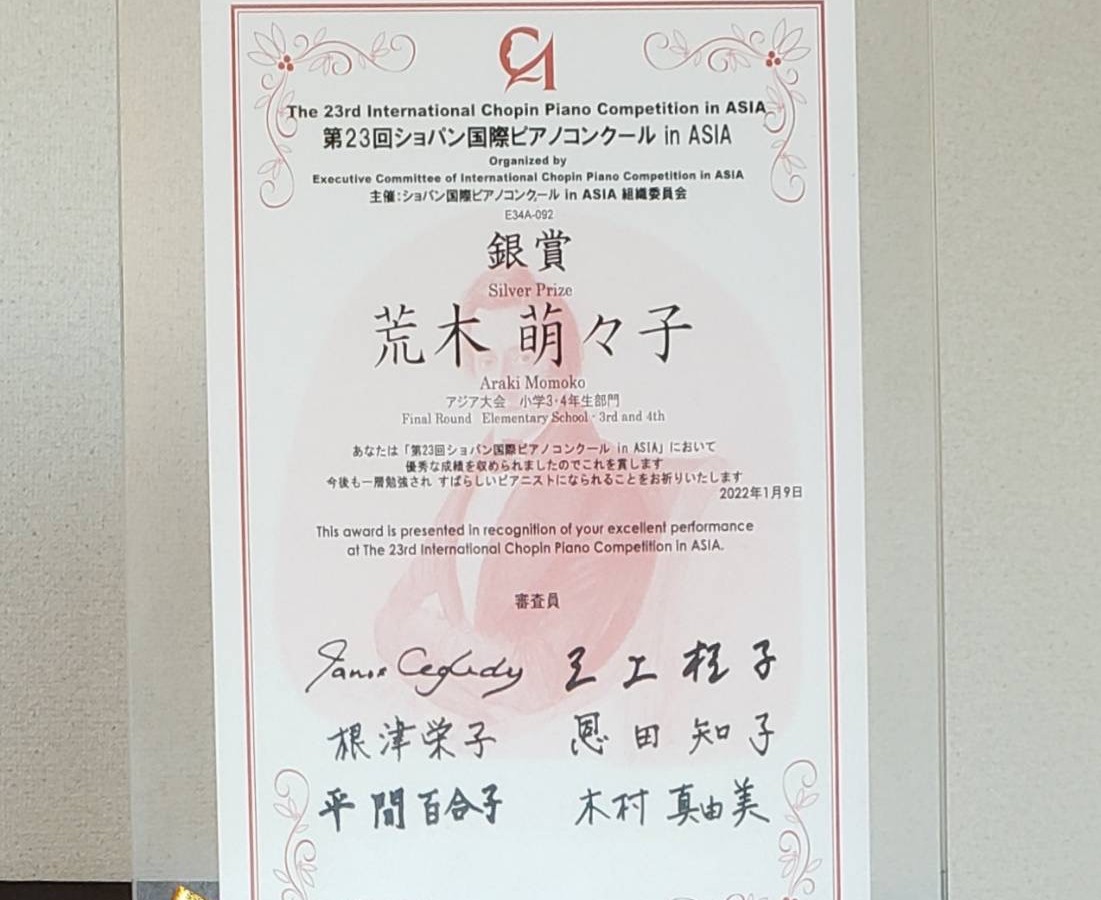 The 23rd International Chopin Piano Competition in ASIA
第23回ショパン国際ピアノコンクール in ASIA
Organized by
Executive Committee of International Chopin Piano Competition in ASIA
主催:ショパン国際ピアノコンクール in ASIA 組織委員会
E34A-092
銀賞
Silver Prize
荒木 萌々子
Araki Momoko
アジア大会 小学3・4年生部門
Final Round Elementary School・3rd and 4th
あなたは「第23回ショパン国際ピアノコンクール in ASIA」において
優秀な成績を収められましたのでこれを賞します
今後も一層勉強され すばらしいピアニストになられることをお祈りいたします
2022年1月9日
This award is presented in recognition of your excellent performance
at The 23rd International Chopin Piano Competition in ASIA.
審査員
Janos Cegledy
根津栄子 恩田知子
平間百合子 木村真由美